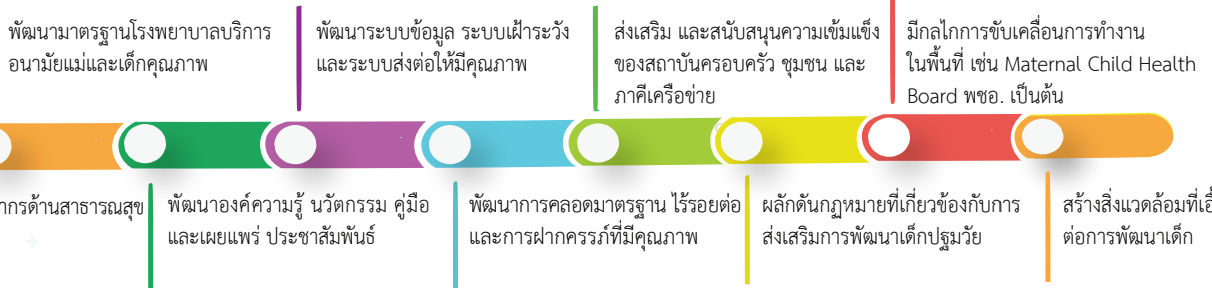 พัฒนามาตรฐานโรงพยาบาลบริการ
อนามัยแม่และเด็กคุณภาพ
พัฒนาระบบข้อมูล ระบบเฝ้าระวัง
และระบบส่งต่อให้มีคุณภาพ
ส่งเสริม และสนับสนุนความเข้มแข็ง
ของสถาบันครอบครัว ชุมชน และ
ภาคีเครือข่าย
มีกลไกการขับเคลื่อนการทำงาน
ในพื้นที่ เช่น Maternal Child Health
Board พชอ. เป็นต้น
ากรด้านสาธารณสุข
พัฒนาองค์ความรู้ นวัตกรรม คู่มือ
และเผยแพร่ ประชาสัมพันธ์
พัฒนาการคลอดมาตรฐาน ไร้รอยต่อ
และการฝากครรภ์ที่มีคุณภาพ
ผลักดันกฎหมายที่เกี่ยวข้องกับการ
ส่งเสริมการพัฒนาเด็กปฐมวัย
สร้างสิ่งแวดล้อมที่เอื้
ต่อการพัฒนาเด็ก